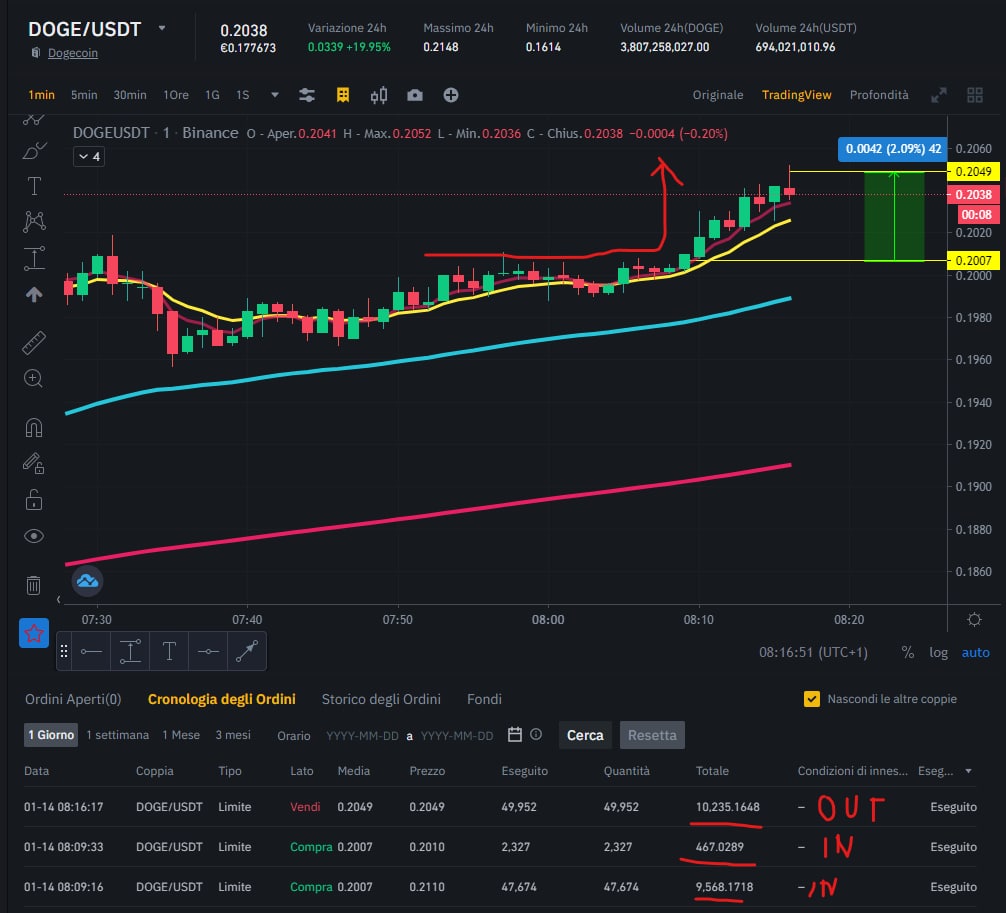 DOGE/USDT
Dogecoin
0.2038
€0.177673
Variazione 24h
0.0339 +19.95%
Massimo 24h
0.2148
Minimo 24h
0.1614
Volume 24h(DOGE)
3,807,258,027.00
Volume 24h(USDT)
694,021,010.96
1min 5min 30min 1Ore 1G 1S
Originale TradingView Profondità
DOGEUSDT · 1 · Binance O - Aper.0.2041 H - Max.0.2052 L - Min.0.2036 C - Chius.0.2038 −0.0004 (−0.20%)
4
0.0042 (2.09%) 42
0.2060
0.2049
0.2038
00:08
0.2020
0.2007
0.2000
0.1980
0.1960
0.1940
0.1920
0.1900
0.1880
0.1860
07:30 07:40 07:50 08:00 08:10 08:20
08:16:51 (UTC+1) % log auto
Ordini Aperti(0) Cronologia degli Ordini Storico degli Ordini Fondi
Nascondi le altre coppie
1 Giorno 1 settimana 1 Mese 3 mesi Orario YYYY-MM-DD a YYYY-MM-DD Cerca Resetta
Data Coppia Tipo Lato Media Prezzo Eseguito Quantità Totale Condizioni di innes... Eseg...
01-14 08:16:17 DOGE/USDT Limite Vendi 0.2049 0.2049 49,952 49,952 10,235.1648 – OUT Eseguito
01-14 08:09:33 DOGE/USDT Limite Compra 0.2007 0.2010 2,327 2,327 467.0289 – IN Eseguito
01-14 08:09:16 DOGE/USDT Limite Compra 0.2007 0.2110 47,674 47,674 9,568.1718 – IN Eseguito